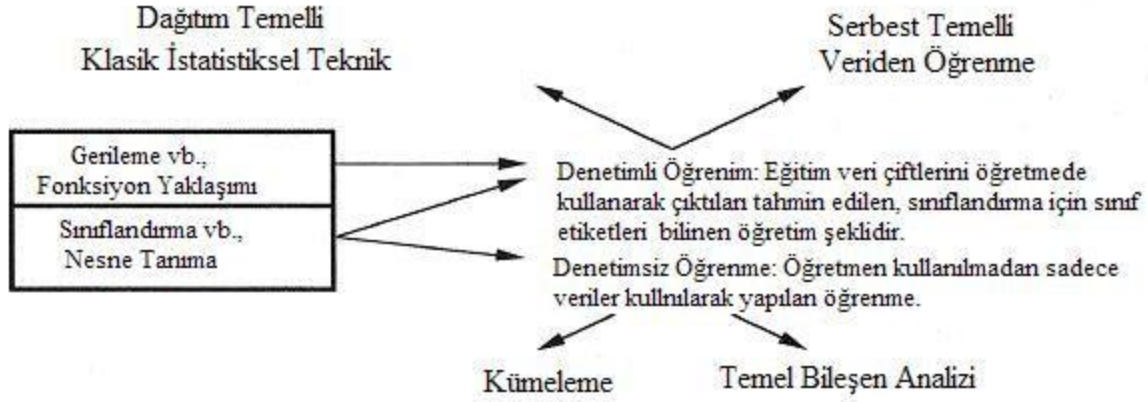 Dağıtım Temelli
Klasik İstatistiksel Teknik
Serbest Temelli
Veriden Öğrenme
Gerileme vb.,
Fonksiyon Yaklaşımı
Sınıflandırma vb.,
Nesne Tanıma
Denetimli Öğrenim: Eğitim veri çiftlerini öğretmede
kullanarak çıktıları tahmin edilen, sınıflandırma için sınıf
etiketleri bilinen öğretim şeklidir.
Denetimsiz Öğrenme: Öğretmen kullanılmadan sadece
veriler kullnılarak yapılan öğrenme.
Kümeleme
Temel Bileşen Analizi